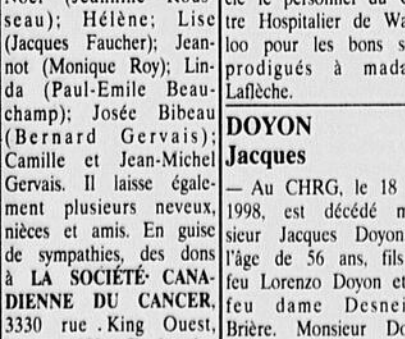 seau); Hélène; Lise
(Jacques Faucher); Jean-
not (Monique Roy); Lin-
da (Paul-Emile Beau-
champ); Josée Bibeau
(Bernard Gervais);
Camille et Jean-Michel
Gervais. Il laisse égale-
ment plusieurs neveux,
nièces et amis. En guise
de sympathies, des dons
à LA SOCIÉTÉ CANA-
DIENNE DU CANCER,
3330 rue King Ouest,
tre Hospitalier de
loo pour les bons
prodigués à
Laflèche.
DOYON
Jacques
— Au CHRG, le 18
1998, est décédé
sieur Jacques Doyon
l'âge de 56 ans, fils
feu Lorenzo Doyon et
feu dame
Brière. Monsieur